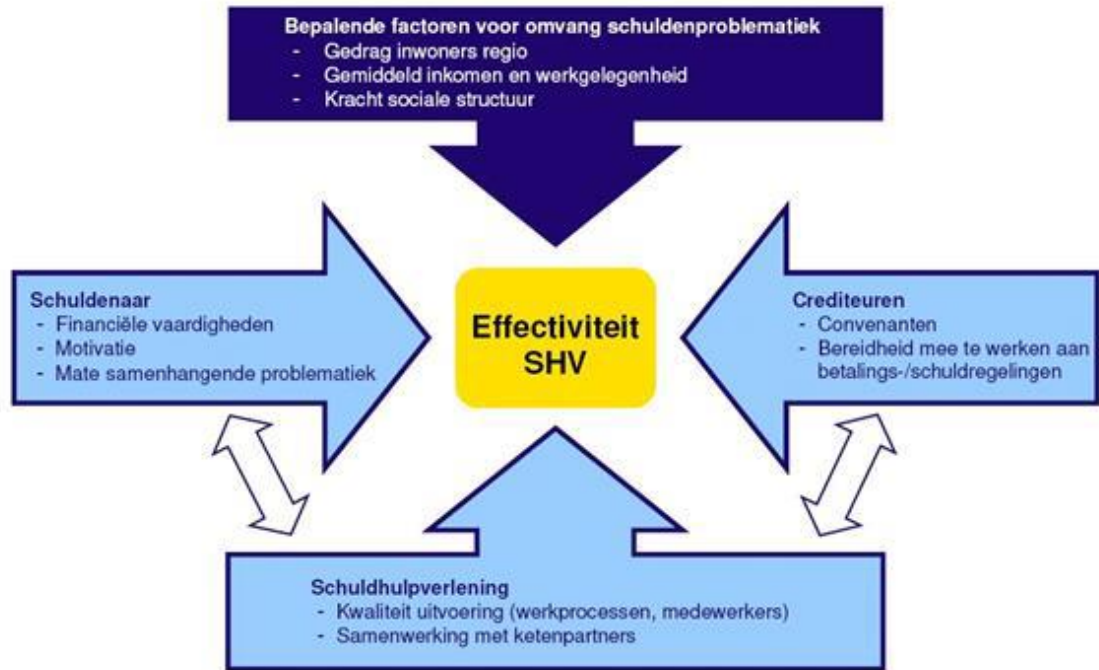 Bepalende factoren voor omvang schuldenproblematiek
- Gedrag inwoners regio
- Gemiddeld inkomen en werkgelegenheid
- Kracht sociale structuur
Schuldenaar
- Financiële vaardigheden
- Motivatie
- Mate samenhangende problematiek
Effectiviteit
SHV
Crediteuren
- Convenanten
- Bereidheid mee te werken aan
betalings-/schuldregelingen
Schuldhulpverlening
- Kwaliteit uitvoering (werkprocessen, medewerkers)
- Samenwerking met ketenpartners